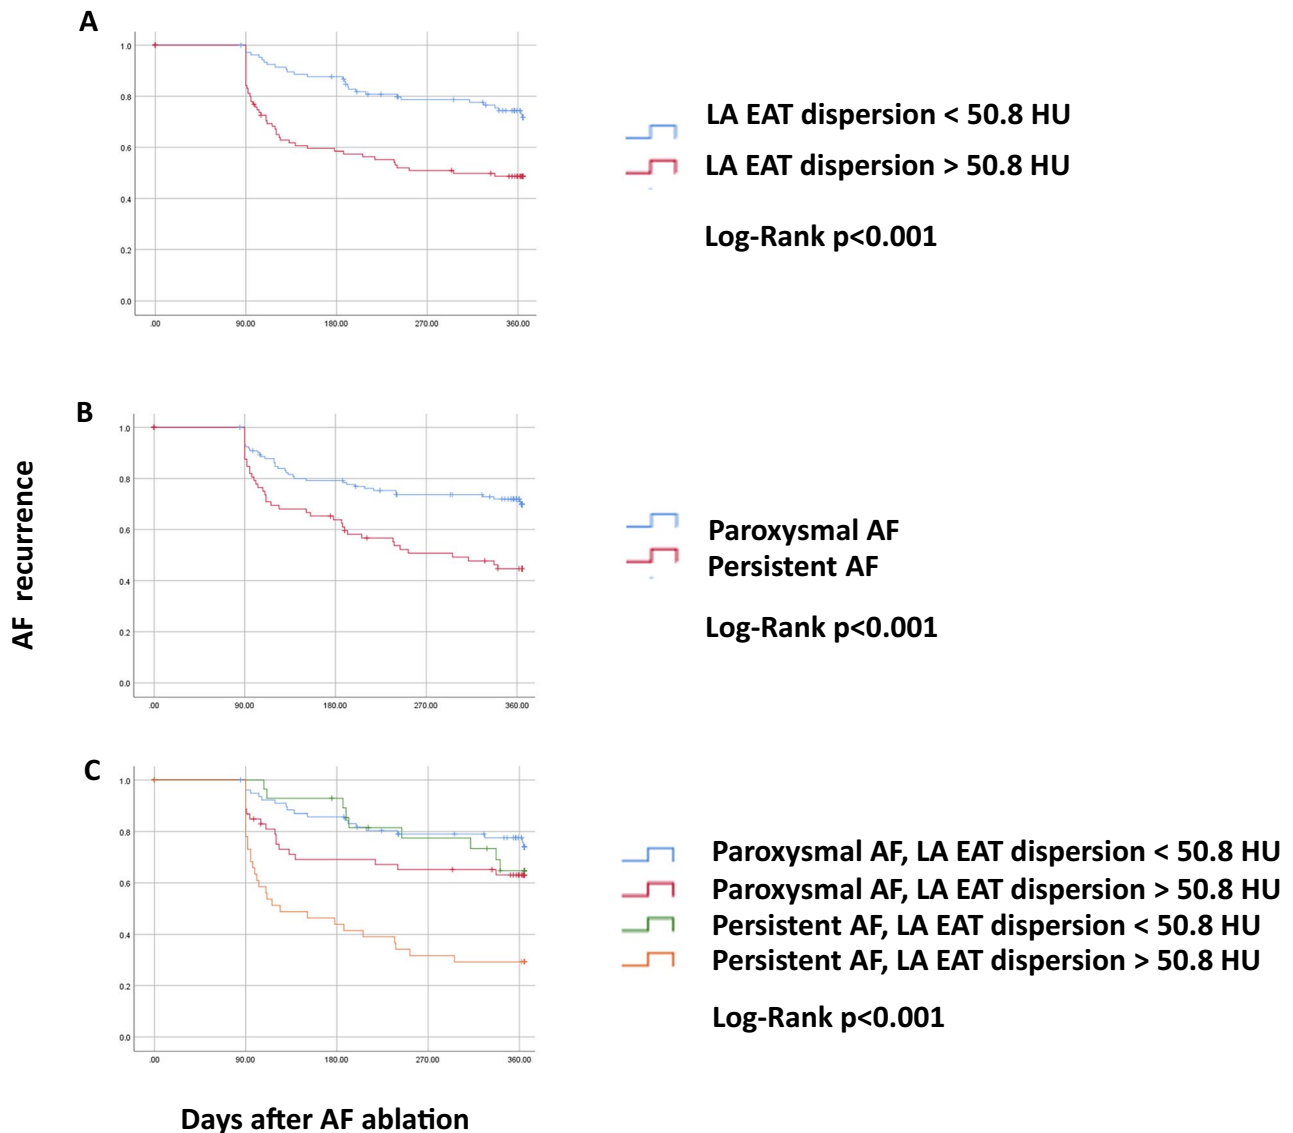 A
1.0
0.8
0.6
0.4
0.2
0.0
.00 90.00 180.00 270.00 360.00
LA EAT dispersion < 50.8 HU
LA EAT dispersion > 50.8 HU
Log-Rank p<0.001
AF recurrence
B
1.0
0.8
0.6
0.4
0.2
0.0
.00 90.00 180.00 270.00 360.00
Paroxysmal AF
Persistent AF
Log-Rank p<0.001
C
1.0
0.8
0.6
0.4
0.2
0.0
.00 90.00 180.00 270.00 360.00
Paroxysmal AF, LA EAT dispersion < 50.8 HU
Paroxysmal AF, LA EAT dispersion > 50.8 HU
Persistent AF, LA EAT dispersion < 50.8 HU
Persistent AF, LA EAT dispersion > 50.8 HU
Log-Rank p<0.001
Days after AF ablation